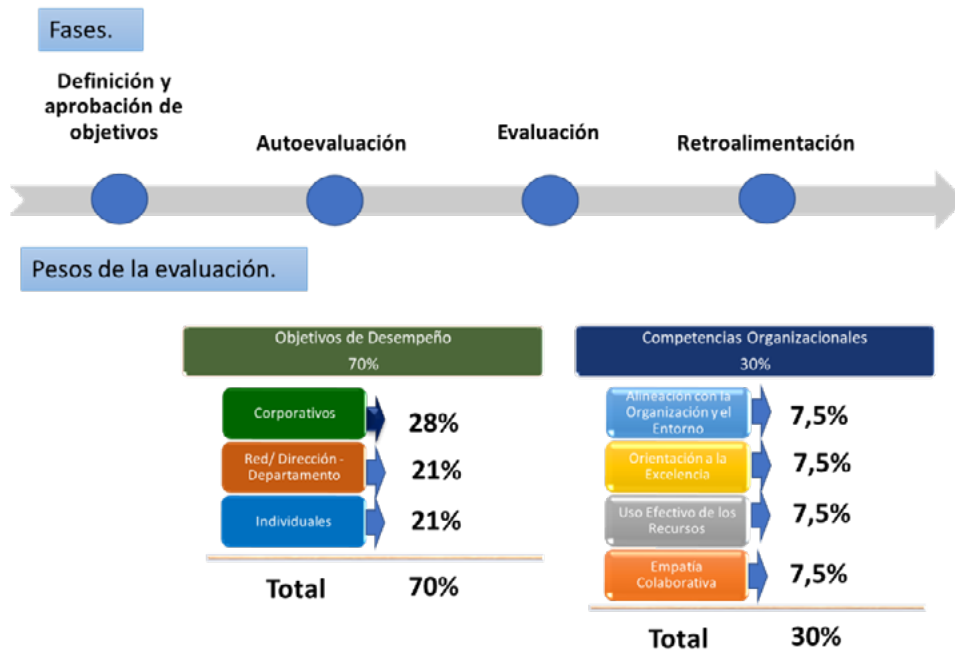 Fases.
Definición y
aprobación de
objetivos
Autoevaluación
Evaluación
Retroalimentación
Pesos de la evaluación.
Objetivos de Desempeño
70%
Corporativos
28%
Red/ Dirección -
Departamento
21%
Individuales
21%
Total 70%
Competencias Organizacionales
30%
Alineación con la
Organización y el
Entorno
7,5%
Orientación a la
Excelencia
7,5%
Uso Efectivo de los
Recursos
7,5%
Empatía
Colaborativa
7,5%
Total 30%